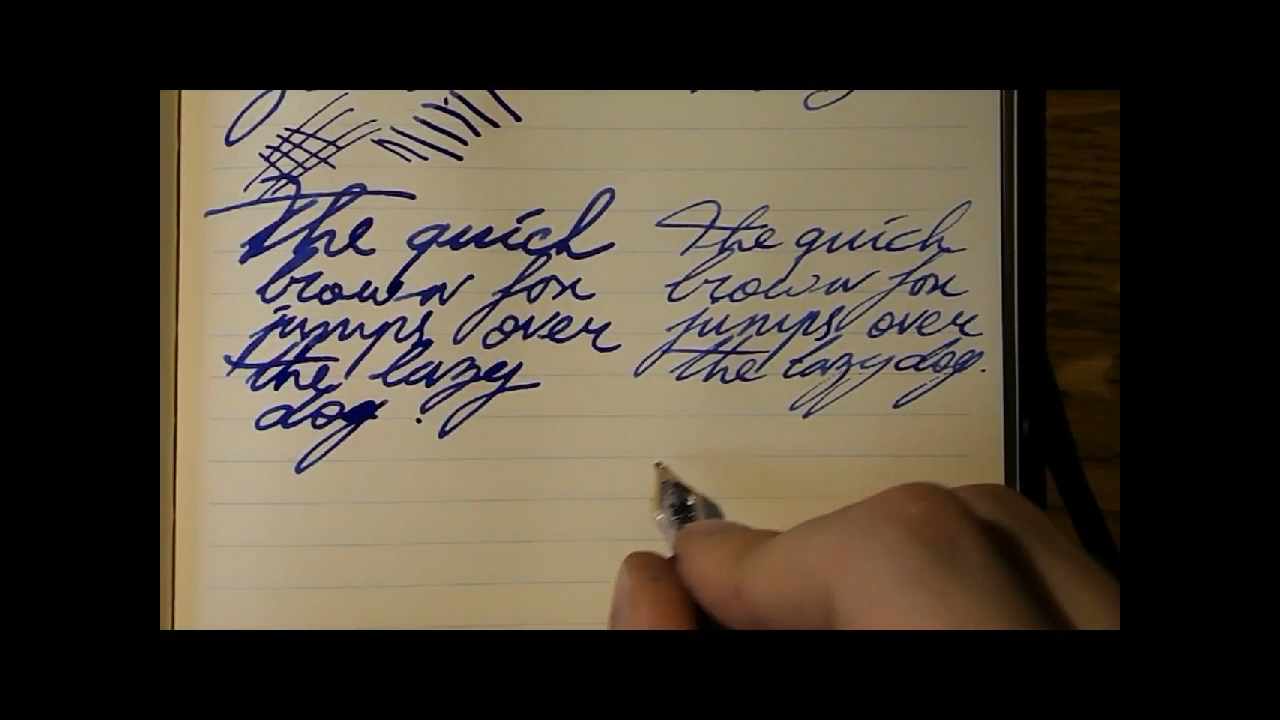 The quick
brown fox
jumps over
the lazy
dog.
The quick
brown fox
jumps over
the lazy dog.